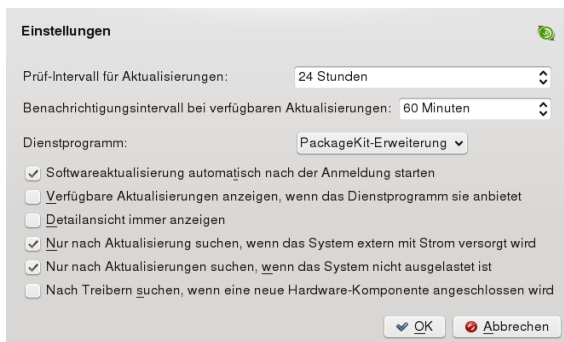 Einstellungen
Prüf-Intervall für Aktualisierungen: 24 Stunden
Benachrichtigungsintervall bei verfügbaren Aktualisierungen: 60 Minuten
Dienstprogramm: PackageKit-Erweiterung
Softwareaktualisierung automatisch nach der Anmeldung starten
Verfügbare Aktualisierungen anzeigen, wenn das Dienstprogramm sie anbietet
Detailansicht immer anzeigen
Nur nach Aktualisierung suchen, wenn das System extern mit Strom versorgt wird
Nur nach Aktualisierungen suchen, wenn das System nicht ausgelastet ist
Nach Treibern suchen, wenn eine neue Hardware-Komponente angeschlossen wird
OK Abbrechen